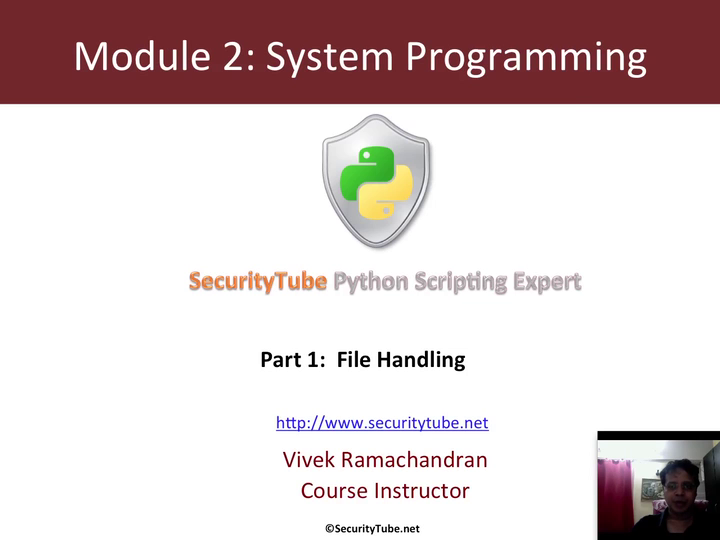 Module 2: System Programming
SecurityTube Python Scripting Expert
Part 1: File Handling
http://www.securitytube.net
Vivek Ramachandran
Course Instructor
©SecurityTube.net